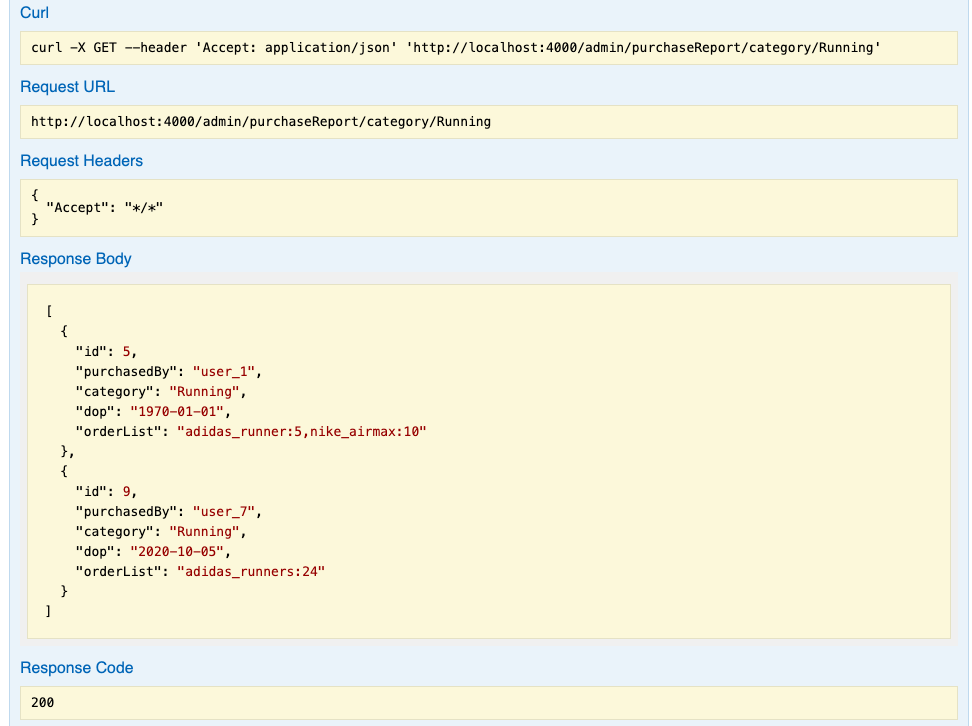 Curl
curl -X GET --header 'Accept: application/json' 'http://localhost:4000/admin/purchaseReport/category/Running'
Request URL
http://localhost:4000/admin/purchaseReport/category/Running
Request Headers
{
  "Accept": "*/*"
}
Response Body
[
  {
    "id": 5,
    "purchasedBy": "user_1",
    "category": "Running",
    "dop": "1970-01-01",
    "orderList": "adidas_runner:5,nike_airmax:10"
  },
  {
    "id": 9,
    "purchasedBy": "user_7",
    "category": "Running",
    "dop": "2020-10-05",
    "orderList": "adidas_runners:24"
  }
]
Response Code
200